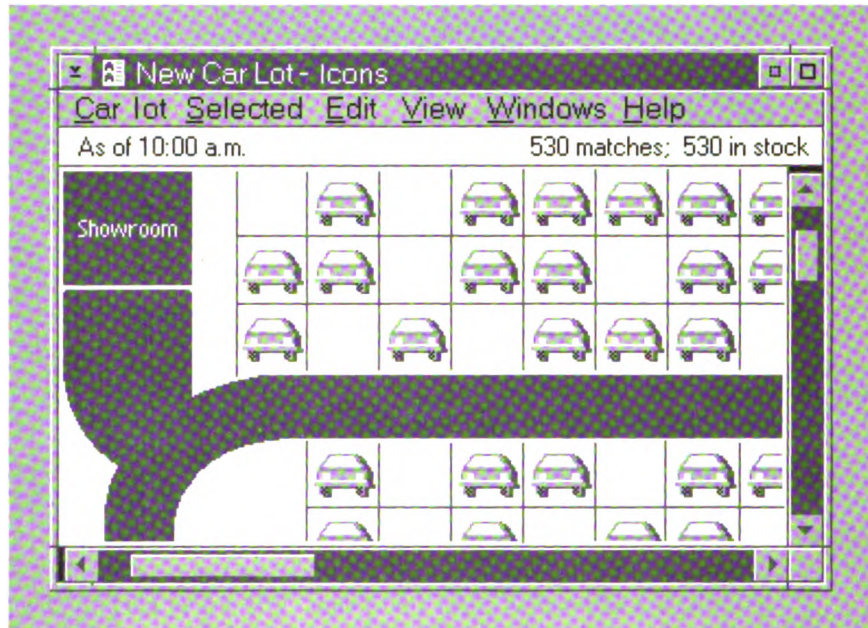 New Car Lot - Icons
Car lot Selected Edit View Windows Help
As of 10:00 a.m. 530 matches; 530 in stock
Showroom